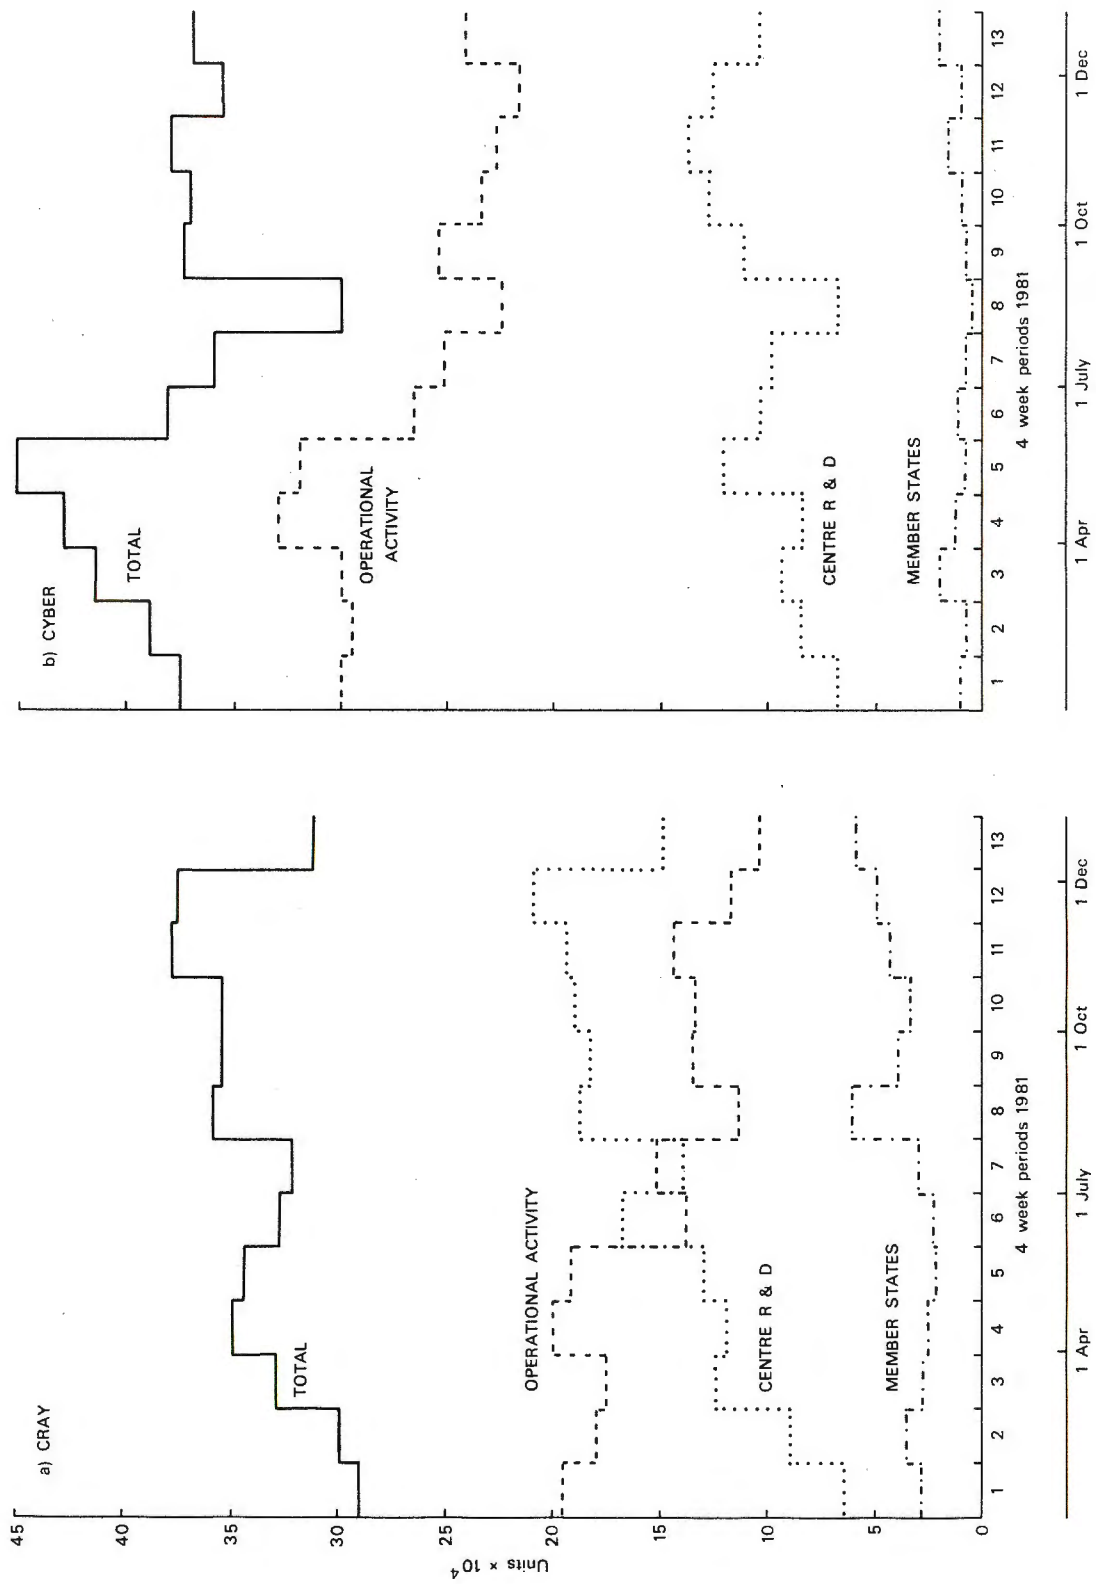 a) CRAY
45
40
35
30
25
20
15
10
5
0
Units × 10⁴
TOTAL
OPERATIONAL ACTIVITY
CENTRE R & D
MEMBER STATES
1 2 3 4 5 6 7 8 9 10 11 12 13
4 week periods 1981
1 Apr 1 July 1 Oct 1 Dec
b) CYBER
TOTAL
OPERATIONAL
ACTIVITY
CENTRE R & D
MEMBER STATES
1 2 3 4 5 6 7 8 9 10 11 12 13
4 week periods 1981
1 Apr 1 July 1 Oct 1 Dec